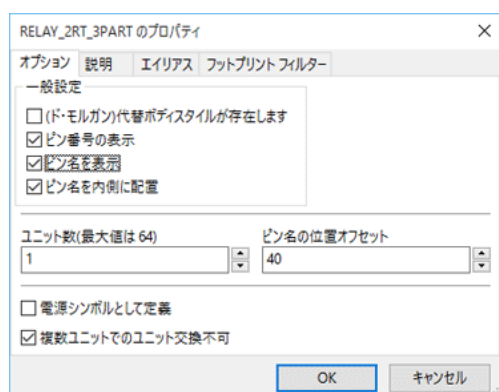 RELAY_2RT_3PART のプロパティ
オプション 説明 エイリアス フットプリント フィルター
一般設定
(ド・モルガン)代替ボディスタイルが存在します
ピン番号の表示
ピン名を表示
ピン名を内側に配置
ユニット数(最大値は 64) ピン名の位置オフセット
1 40
電源シンボルとして定義
複数ユニットでのユニット交換不可
OK キャンセル